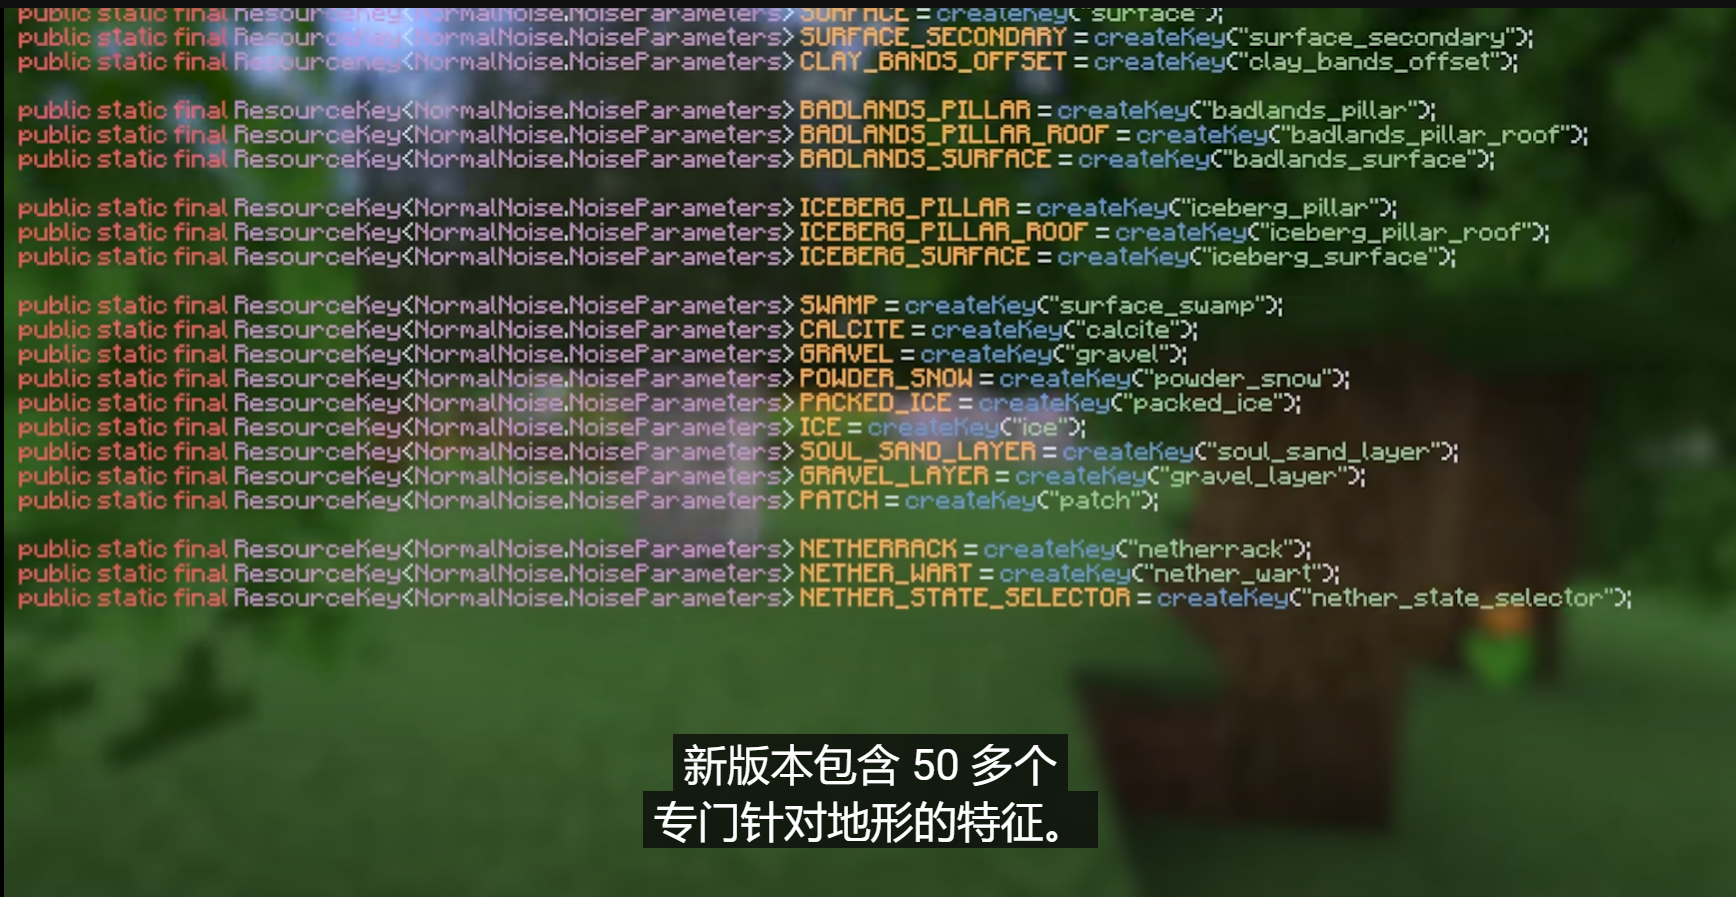 public static final ResourceKey<NormalNoise.NoiseParameters> SURFACE = createKey("surface");
public static final ResourceKey<NormalNoise.NoiseParameters> SURFACE_SECONDARY = createKey("surface_secondary");
public static final ResourceKey<NormalNoise.NoiseParameters> CLAY_BANDS_OFFSET = createKey("clay_bands_offset");
public static final ResourceKey<NormalNoise.NoiseParameters> BADLANDS_PILLAR = createKey("badlands_pillar");
public static final ResourceKey<NormalNoise.NoiseParameters> BADLANDS_PILLAR_ROOF = createKey("badlands_pillar_roof");
public static final ResourceKey<NormalNoise.NoiseParameters> BADLANDS_SURFACE = createKey("badlands_surface");
public static final ResourceKey<NormalNoise.NoiseParameters> ICEBERG_PILLAR = createKey("iceberg_pillar");
public static final ResourceKey<NormalNoise.NoiseParameters> ICEBERG_PILLAR_ROOF = createKey("iceberg_pillar_roof");
public static final ResourceKey<NormalNoise.NoiseParameters> ICEBERG_SURFACE = createKey("iceberg_surface");
public static final ResourceKey<NormalNoise.NoiseParameters> SWAMP = createKey("surface_swamp");
public static final ResourceKey<NormalNoise.NoiseParameters> CALCITE = createKey("calcite");
public static final ResourceKey<NormalNoise.NoiseParameters> GRAVEL = createKey("gravel");
public static final ResourceKey<NormalNoise.NoiseParameters> POWDER_SNOW = createKey("powder_snow");
public static final ResourceKey<NormalNoise.NoiseParameters> PACKED_ICE = createKey("packed_ice");
public static final ResourceKey<NormalNoise.NoiseParameters> ICE = createKey("ice");
public static final ResourceKey<NormalNoise.NoiseParameters> SOUL_SAND_LAYER = createKey("soul_sand_layer");
public static final ResourceKey<NormalNoise.NoiseParameters> GRAVEL_LAYER = createKey("gravel_layer");
public static final ResourceKey<NormalNoise.NoiseParameters> PATCH = createKey("patch");
public static final ResourceKey<NormalNoise.NoiseParameters> NETHERRACK = createKey("netherrack");
public static final ResourceKey<NormalNoise.NoiseParameters> NETHER_WART = createKey("nether_wart");
public static final ResourceKey<NormalNoise.NoiseParameters> NETHER_STATE_SELECTOR = createKey("nether_state_selector");
新版本包含 50 多个
专门针对地形的特征。